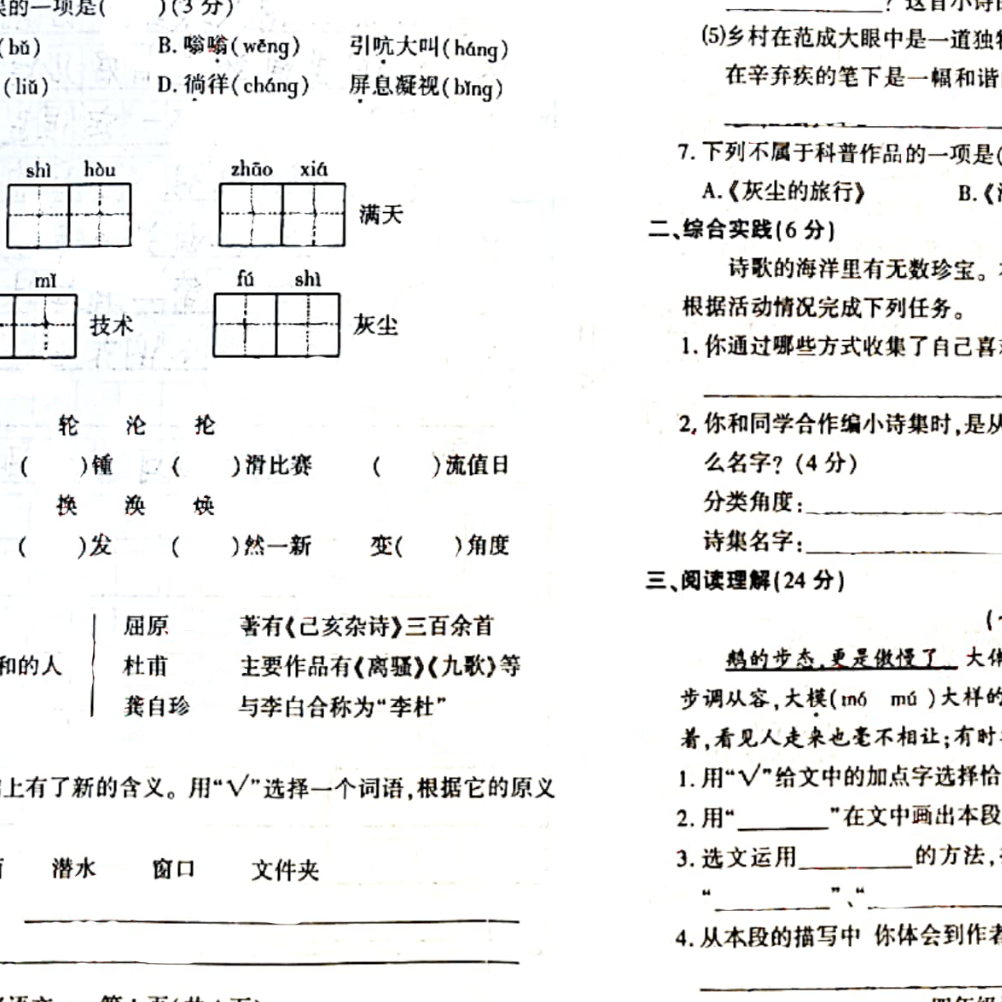 的一项是(　　)(3分)
(bǔ)　B.嗡嗡(wēng)　引吭大叫(háng)
(liǔ)　D.徜徉(cháng)　屏息凝视(bǐng)
shì　hòu　zhāo　xiá
满天
mǐ　fú　shì
技术　灰尘
轮　沦　抡
(　　)锤　(　　)滑比赛　(　　)流值日
换　涣　焕
(　　)发　(　　)然一新　变(　　)角度
屈原　著有《己亥杂诗》三百余首
和的人　杜甫　主要作品有《离骚》《九歌》等
龚自珍　与李白合称为“李杜”
上有了新的含义。用“√”选择一个词语,根据它的原义
潜水　窗口　文件夹
?这首小诗
⑸乡村在范成大眼中是一道独
在辛弃疾的笔下是一幅和谐
7.下列不属于科普作品的一项是(
A.《灰尘的旅行》　B.《
二、综合实践(6分)
诗歌的海洋里有无数珍宝。
根据活动情况完成下列任务。
1.你通过哪些方式收集了自己喜
2.你和同学合作编小诗集时,是从
么名字?(4分)
分类角度:
诗集名字:
三、阅读理解(24分)
鹅的步态,更是傲慢了　大
步调从容,大模(mó　mú)大样的
着,看见人走来也毫不相让;有时
1.用“√”给文中的加点字选择恰
2.用“________”在文中画出本段
3.选文运用________的方法,
“________”、“
4.从本段的描写中 你体会到作者